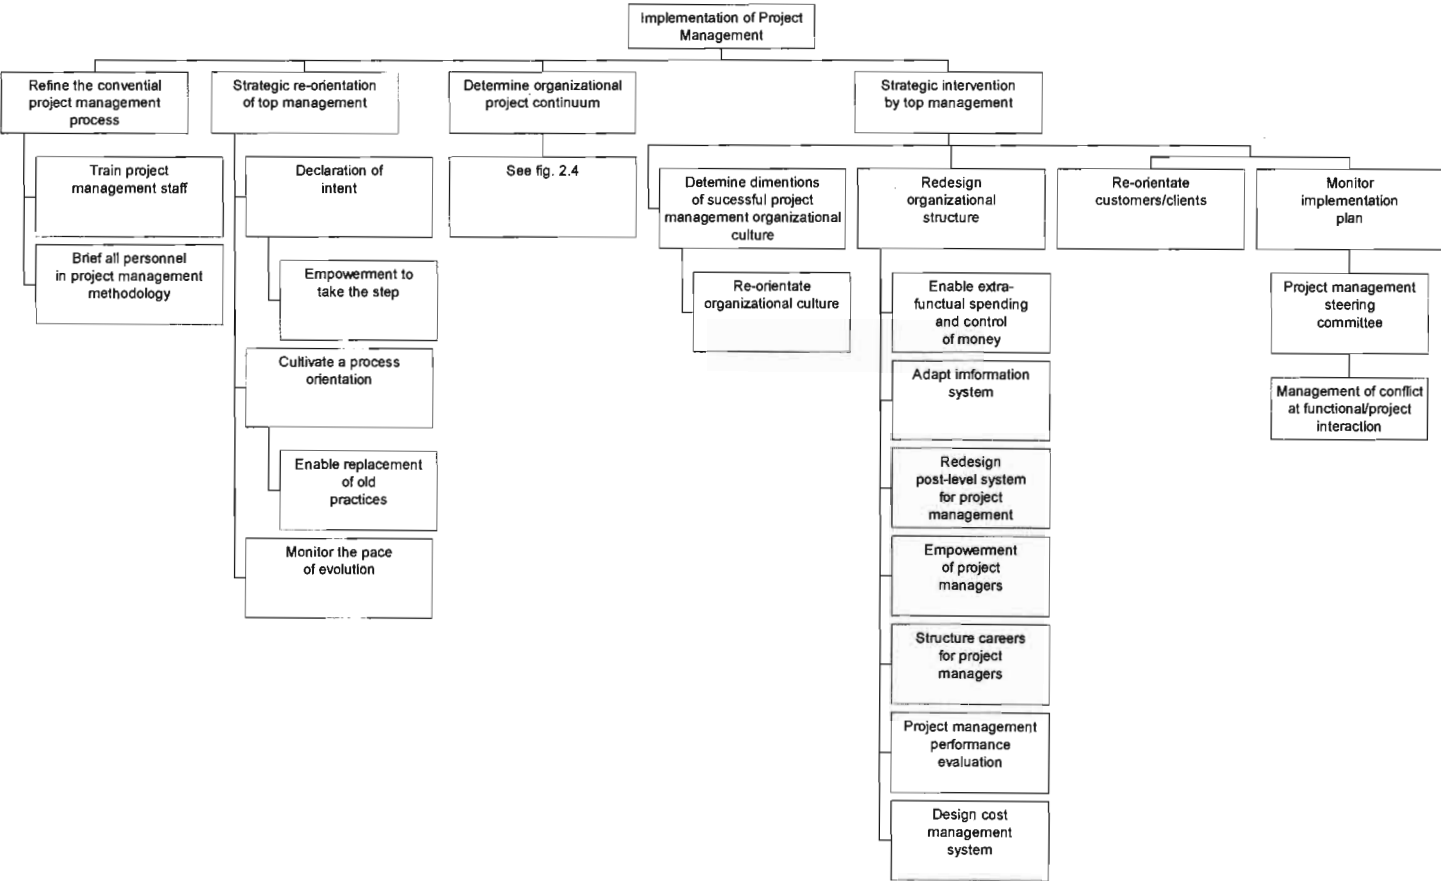 Implementation of Project
Management
Refine the convential
project management
process
Strategic re-orientation
of top management
Determine organizational
project continuum
Strategic intervention
by top management
Train project
management staff
Brief all personnel
in project management
methodology
Declaration of
intent
Empowerment to
take the step
Cultivate a process
orientation
Enable replacement
of old
practices
Monitor the pace
of evolution
See fig. 2.4
Detemine dimentions
of sucessful project
management organizational
culture
Re-orientate
organizational culture
Redesign
organizational
structure
Enable extra-
functual spending
and control
of money
Adapt imformation
system
Redesign
post-level system
for project
management
Empowerment
of project
managers
Structure careers
for project
managers
Project management
performance
evaluation
Design cost
management
system
Re-orientate
customers/clients
Monitor
implementation
plan
Project management
steering
committee
Management of conflict
at functional/project
interaction